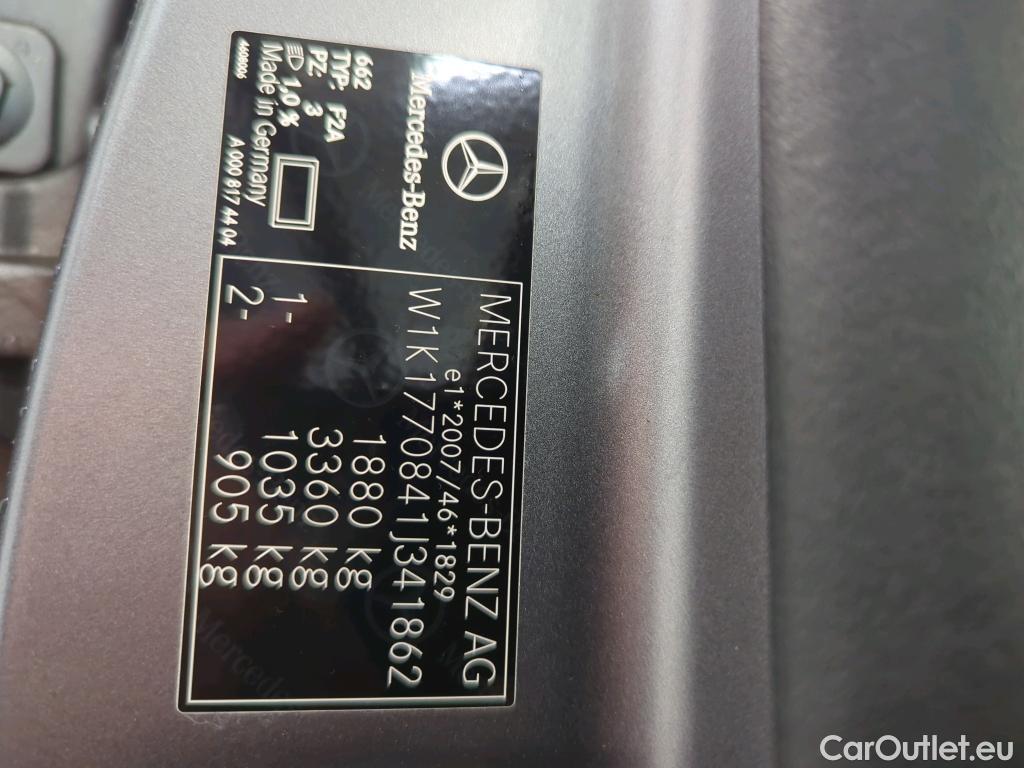 Mercedes-Benz
662
TYP: F2A
PZ: 3
1,0 %
Made in Germany
4608006
A 000 817 44 04
MERCEDES-BENZ AG
e1*2007/46*1829
W1K1770841J341862
1880 kg
3360 kg
1- 1035 kg
2- 905 kg
CarOutlet.eu